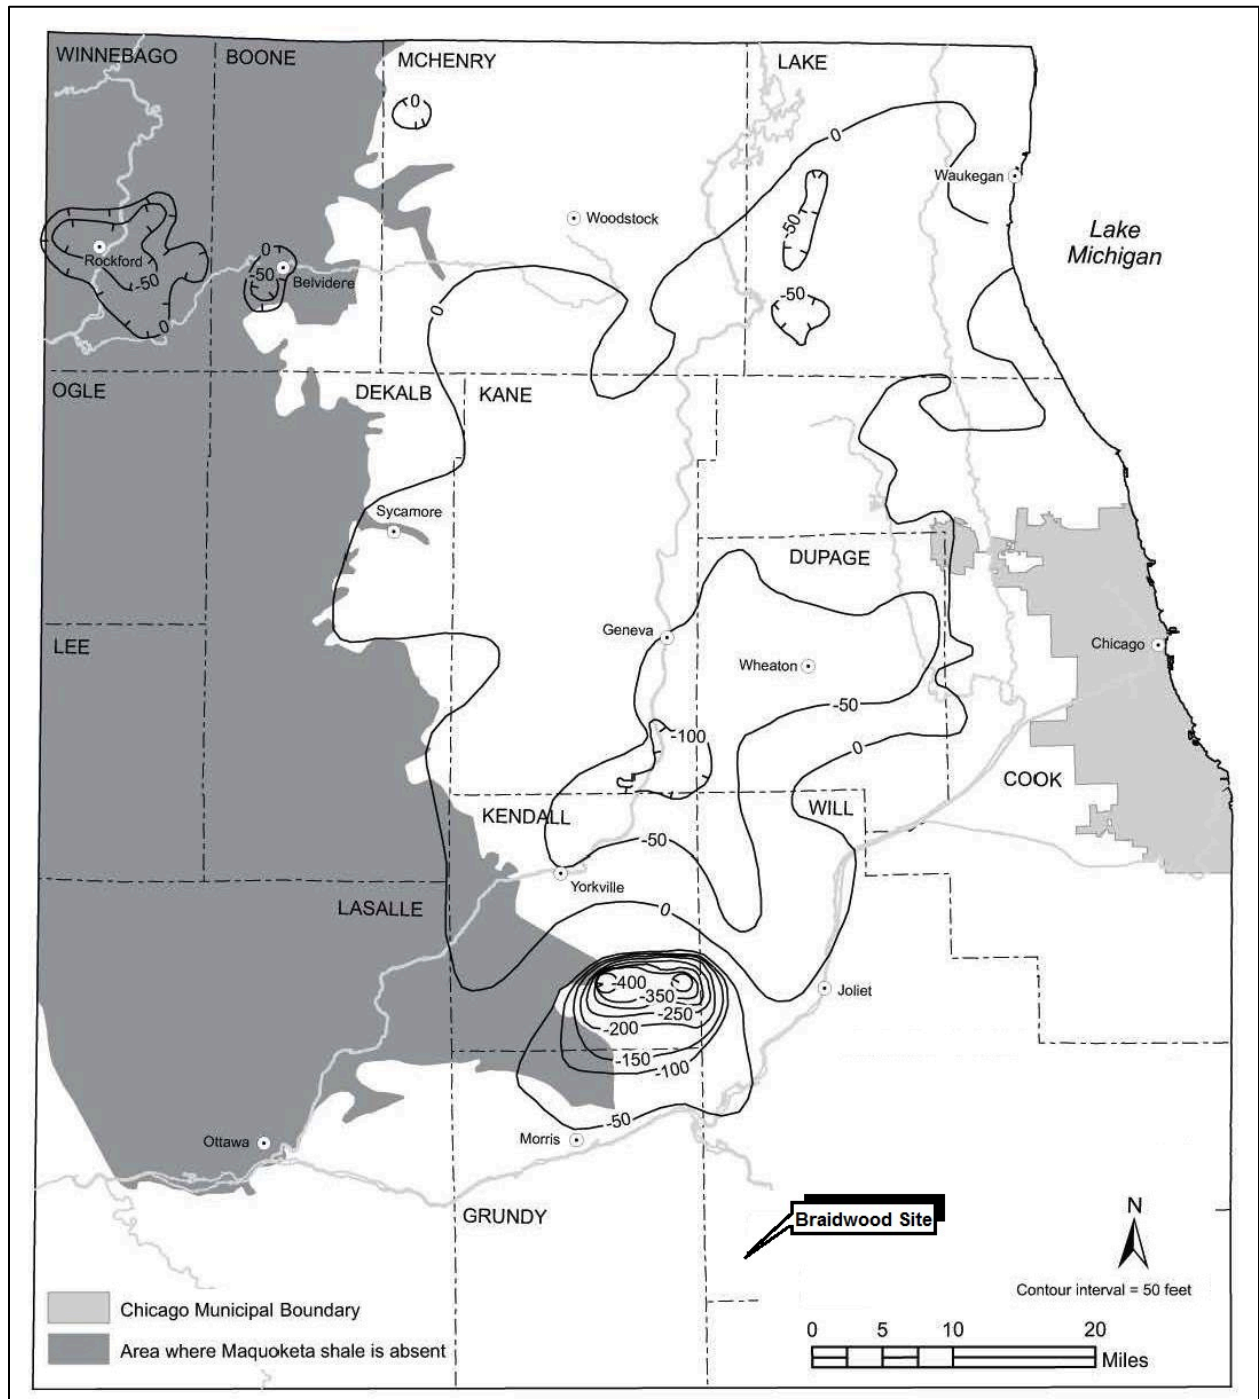 WINNEBAGO
BOONE
MCHENRY
LAKE
0
0
Waukegan
-50
Woodstock
Lake
Michigan
Rockford
-50
0
0
-50
Belvidere
0
-50
OGLE
DEKALB
KANE
Sycamore
DUPAGE
LEE
Geneva
Wheaton
Chicago
-50
-100
0
COOK
KENDALL
WILL
-50
Yorkville
LASALLE
0
-400
-350
-250
-200
-150
-100
Joliet
-50
Ottawa
Morris
GRUNDY
Braidwood Site
N
Contour interval = 50 feet
Chicago Municipal Boundary
Area where Maquoketa shale is absent
0 5 10 20
Miles